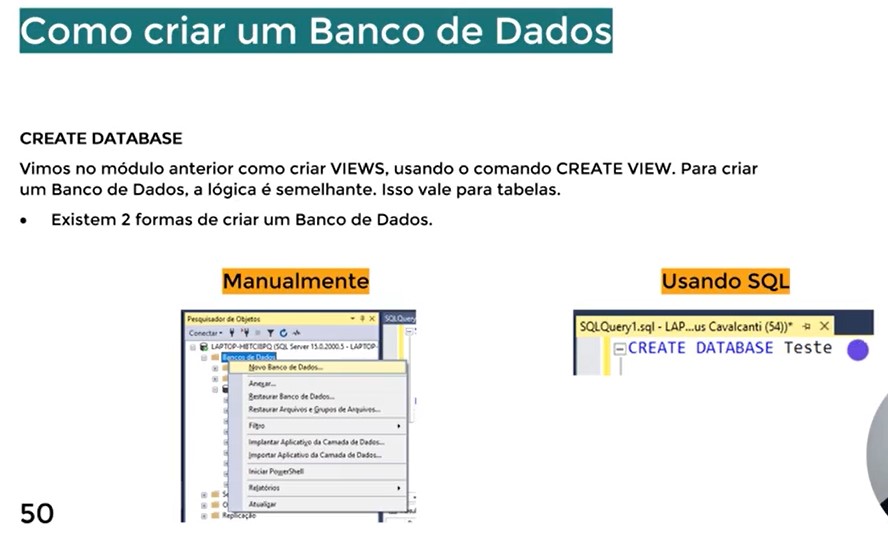 Como criar um Banco de Dados
CREATE DATABASE
Vimos no módulo anterior como criar VIEWS, usando o comando CREATE VIEW. Para criar
um Banco de Dados, a lógica é semelhante. Isso vale para tabelas.
• Existem 2 formas de criar um Banco de Dados.
Manualmente
Pesquisador de Objetos
SQLQuery
Conectar
LAPTOP-HBTCI8PQ (SQL Server 15.0.2000.5 - LAPTOP-
Bancos de Dados
Novo Banco de Dados...
Anexar...
Restaurar Banco de Dados...
Restaurar Arquivos e Grupos de Arquivos...
Filtro
Implantar Aplicativo da Camada de Dados...
Importar Aplicativo da Camada de Dados...
Iniciar PowerShell
Relatórios
Atualizar
Replicação
Usando SQL
SQLQuery1.sql - LAP...us Cavalcanti (54))*
CREATE DATABASE Teste
50